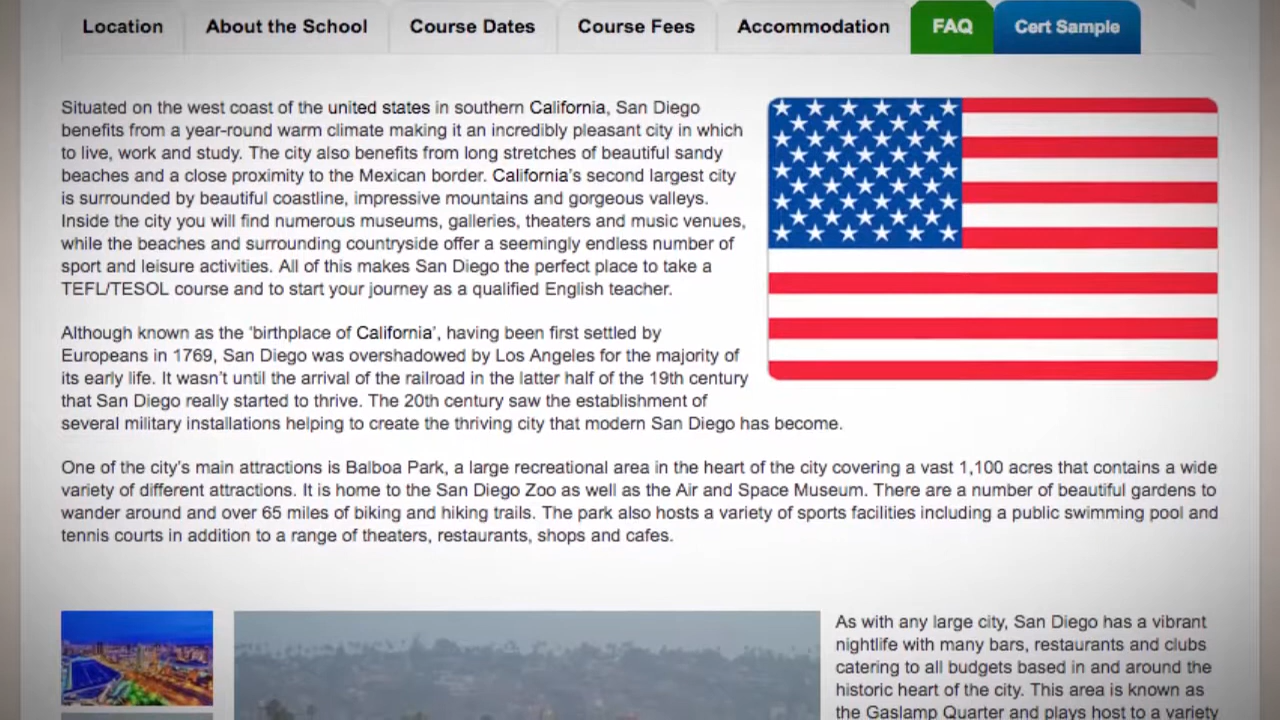 Location
About the School
Course Dates
Course Fees
Accommodation
FAQ
Cert Sample
Situated on the west coast of the united states in southern California, San Diego
benefits from a year-round warm climate making it an incredibly pleasant city in which
to live, work and study. The city also benefits from long stretches of beautiful sandy
beaches and a close proximity to the Mexican border. California's second largest city
is surrounded by beautiful coastline, impressive mountains and gorgeous valleys.
Inside the city you will find numerous museums, galleries, theaters and music venues,
while the beaches and surrounding countryside offer a seemingly endless number of
sport and leisure activities. All of this makes San Diego the perfect place to take a
TEFL/TESOL course and to start your journey as a qualified English teacher.
Although known as the 'birthplace of California', having been first settled by
Europeans in 1769, San Diego was overshadowed by Los Angeles for the majority of
its early life. It wasn't until the arrival of the railroad in the latter half of the 19th century
that San Diego really started to thrive. The 20th century saw the establishment of
several military installations helping to create the thriving city that modern San Diego has become.
One of the city's main attractions is Balboa Park, a large recreational area in the heart of the city covering a vast 1,100 acres that contains a wide
variety of different attractions. It is home to the San Diego Zoo as well as the Air and Space Museum. There are a number of beautiful gardens to
wander around and over 65 miles of biking and hiking trails. The park also hosts a variety of sports facilities including a public swimming pool and
tennis courts in addition to a range of theaters, restaurants, shops and cafes.
As with any large city, San Diego has a vibrant
nightlife with many bars, restaurants and clubs
catering to all budgets based in and around the
historic heart of the city. This area is known as
the Gaslamp Quarter and plays host to a variety